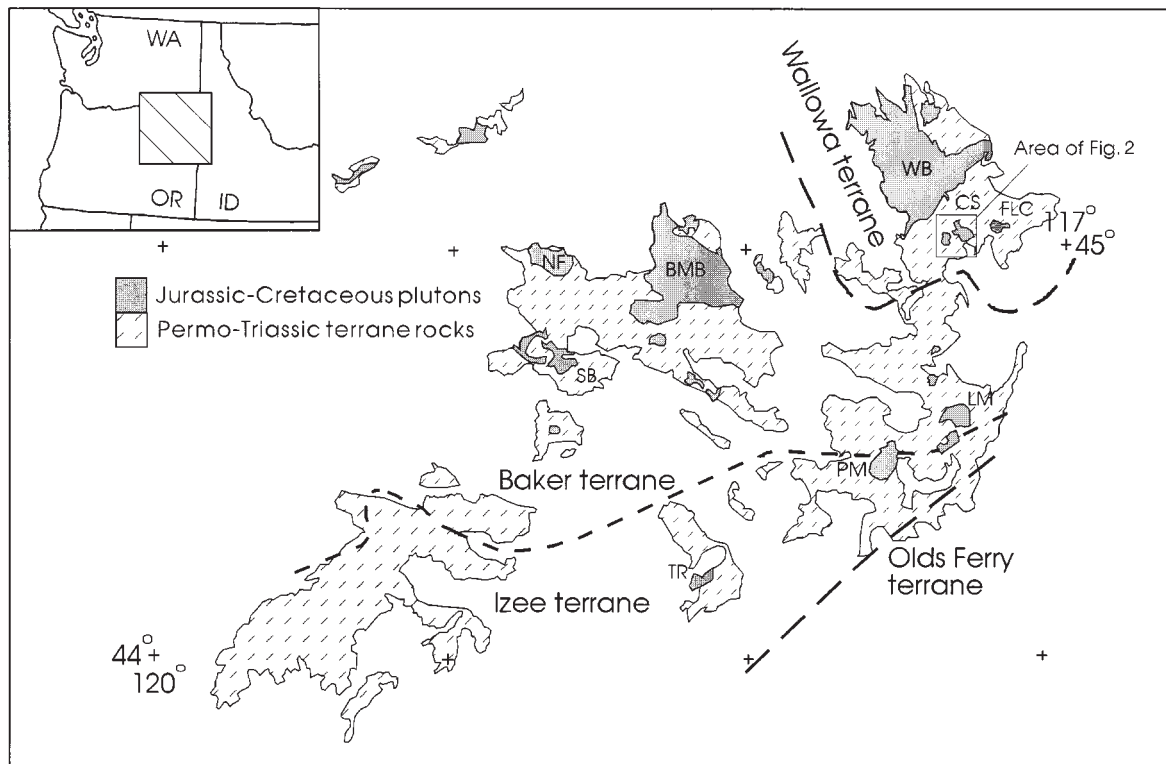 WA
OR
ID
Jurassic-Cretaceous plutons
Permo-Triassic terrane rocks
Wallowa terrane
WB
Area of Fig. 2
CS
FLC
117°
+45°
NF
BMB
SB
LM
PM
Baker terrane
Izee terrane
TR
Olds Ferry
terrane
44°+
120°